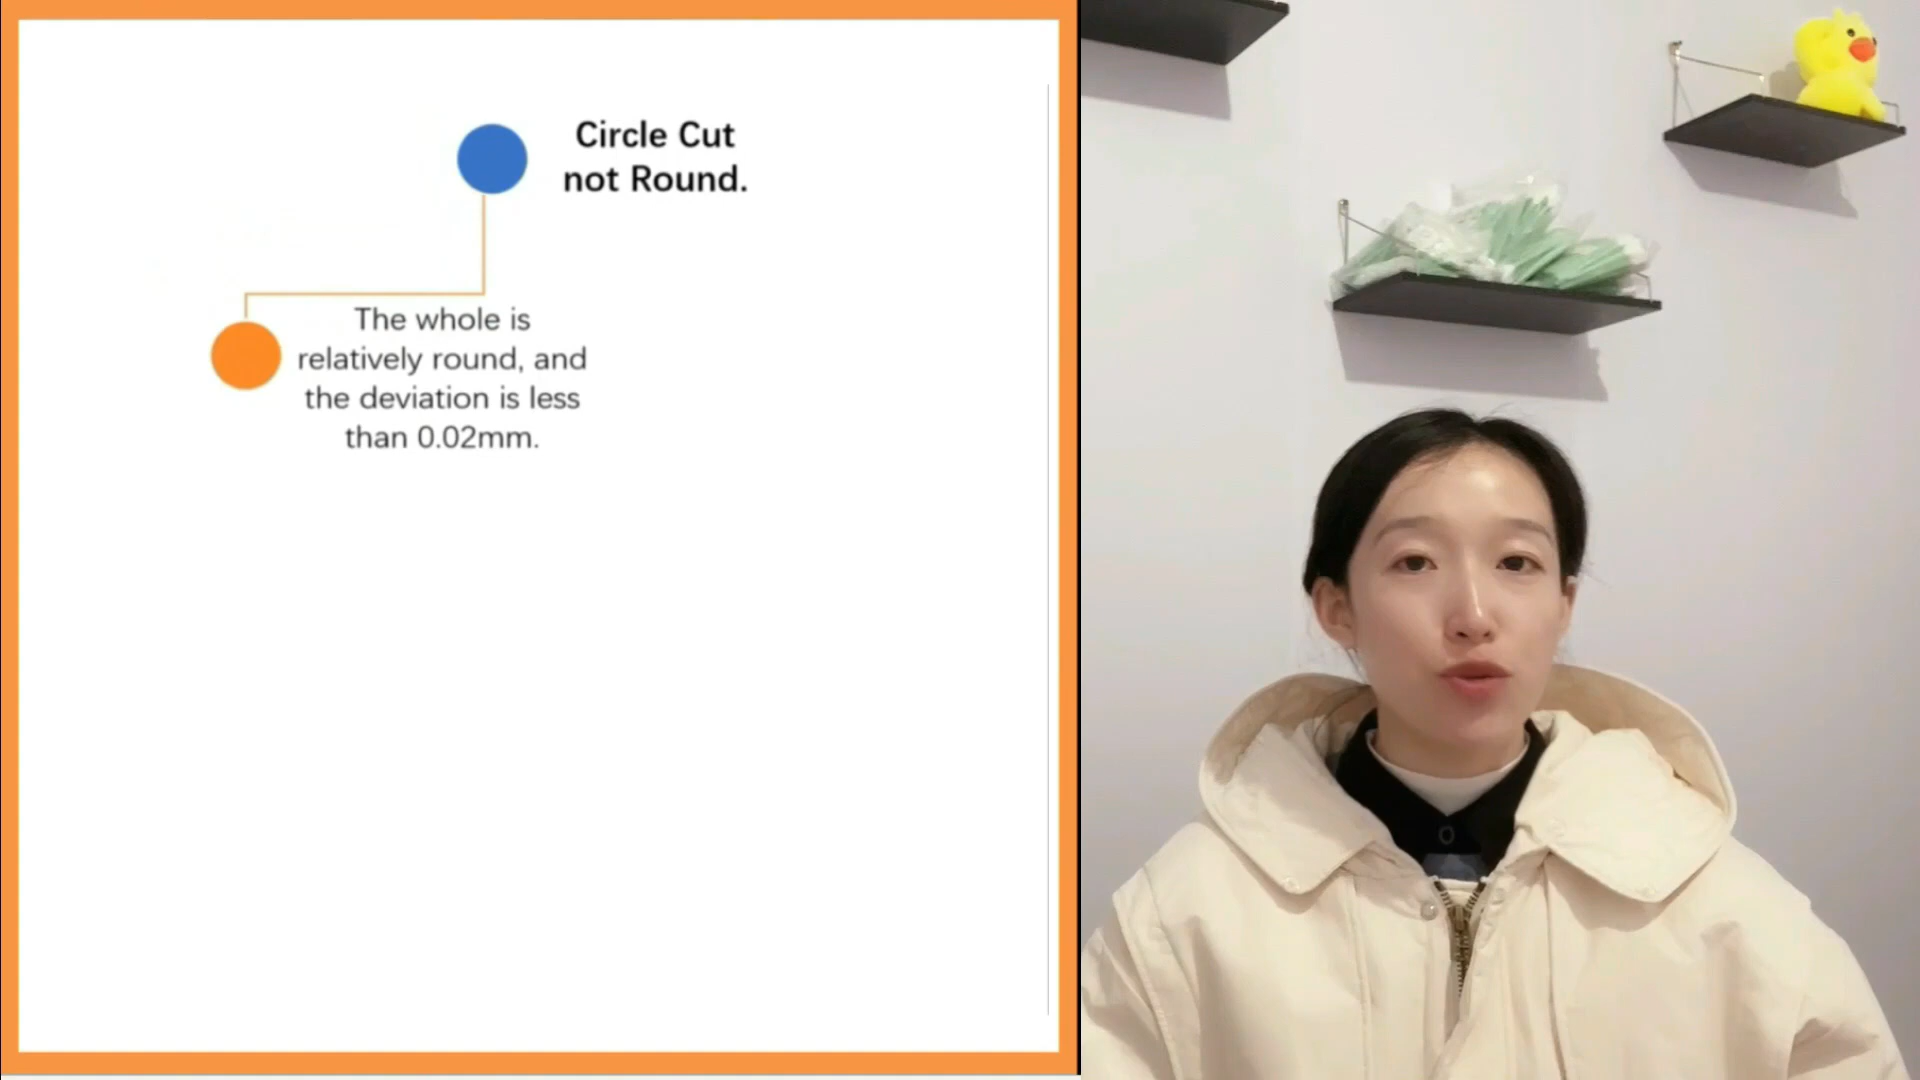 Circle Cut
not Round.
The whole is
relatively round, and
the deviation is less
than 0.02mm.